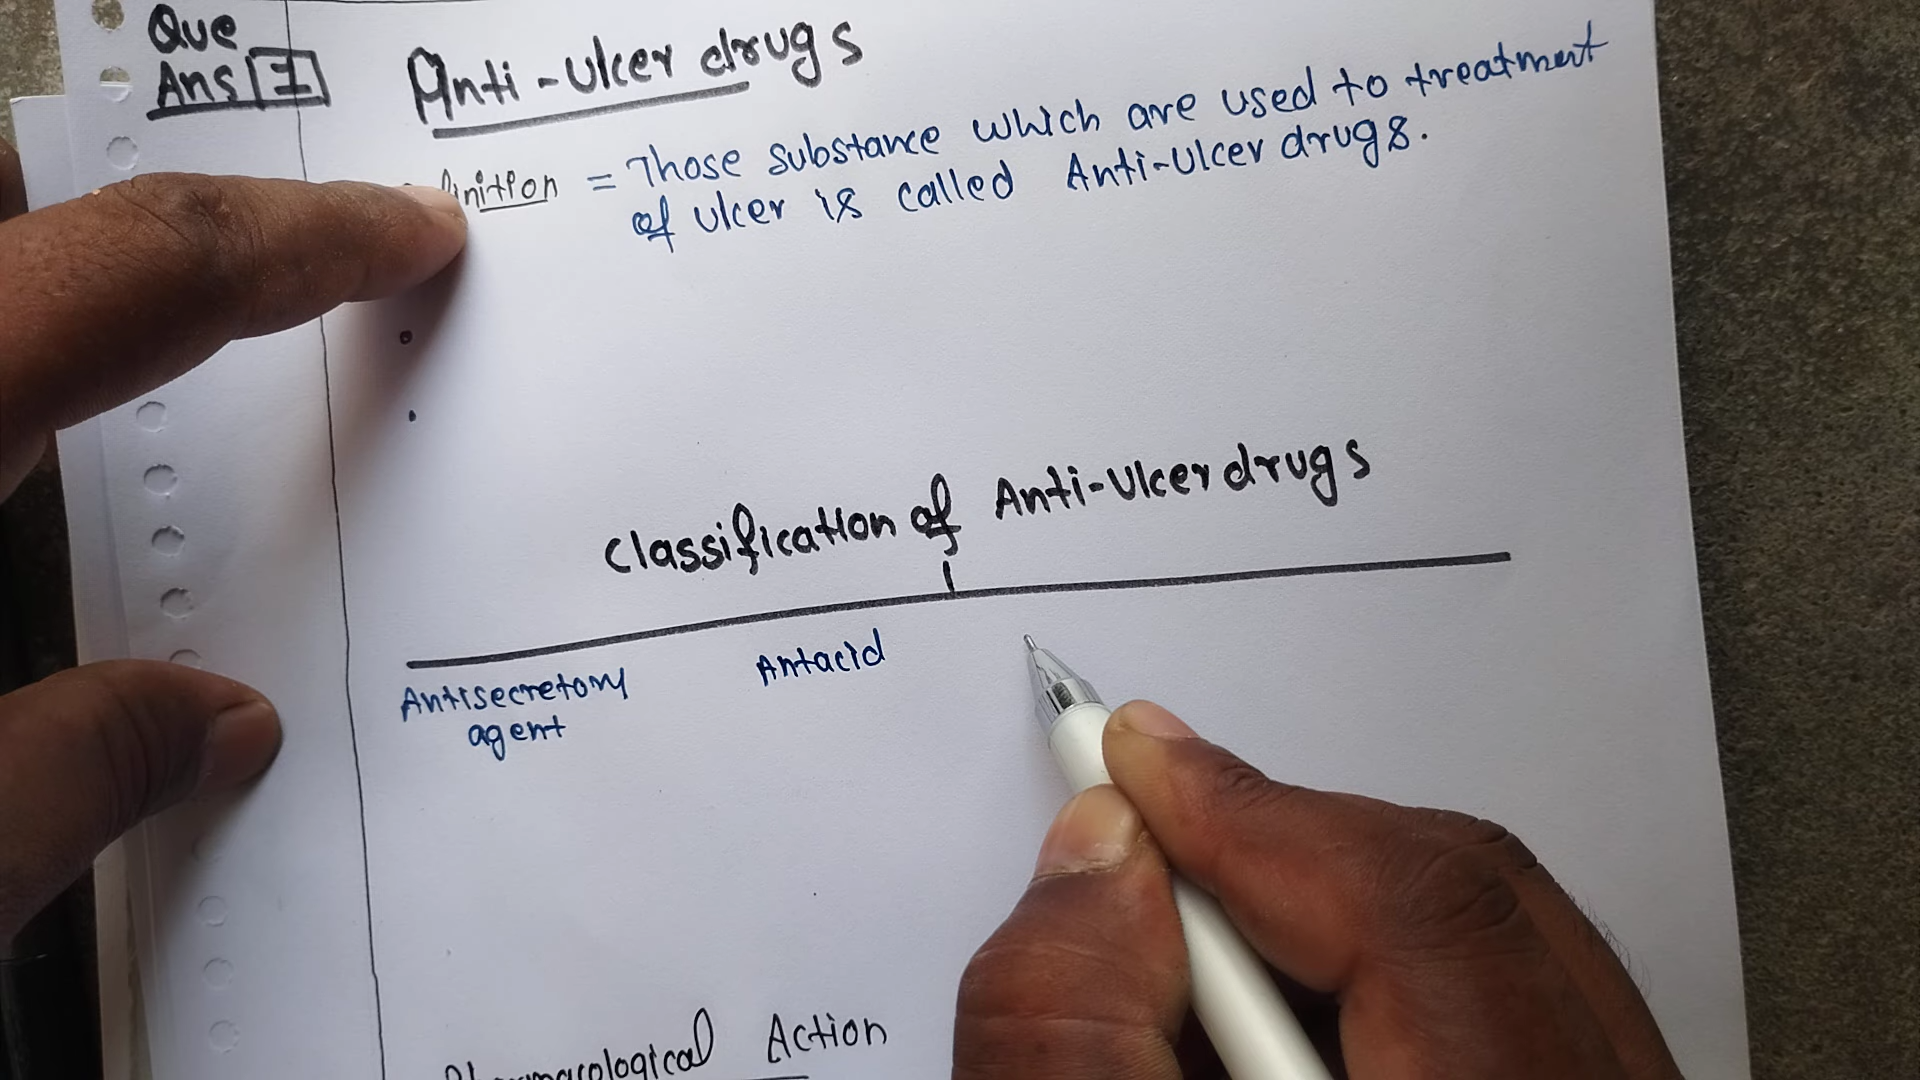 Que
Ans 1
Anti-Ulcer drugs
= Those substance which are used to treatment
of ulcer is called Anti-Ulcer drugs.
Classification of Anti-Ulcer drugs
Antisecretory
agent
Antacid
Action